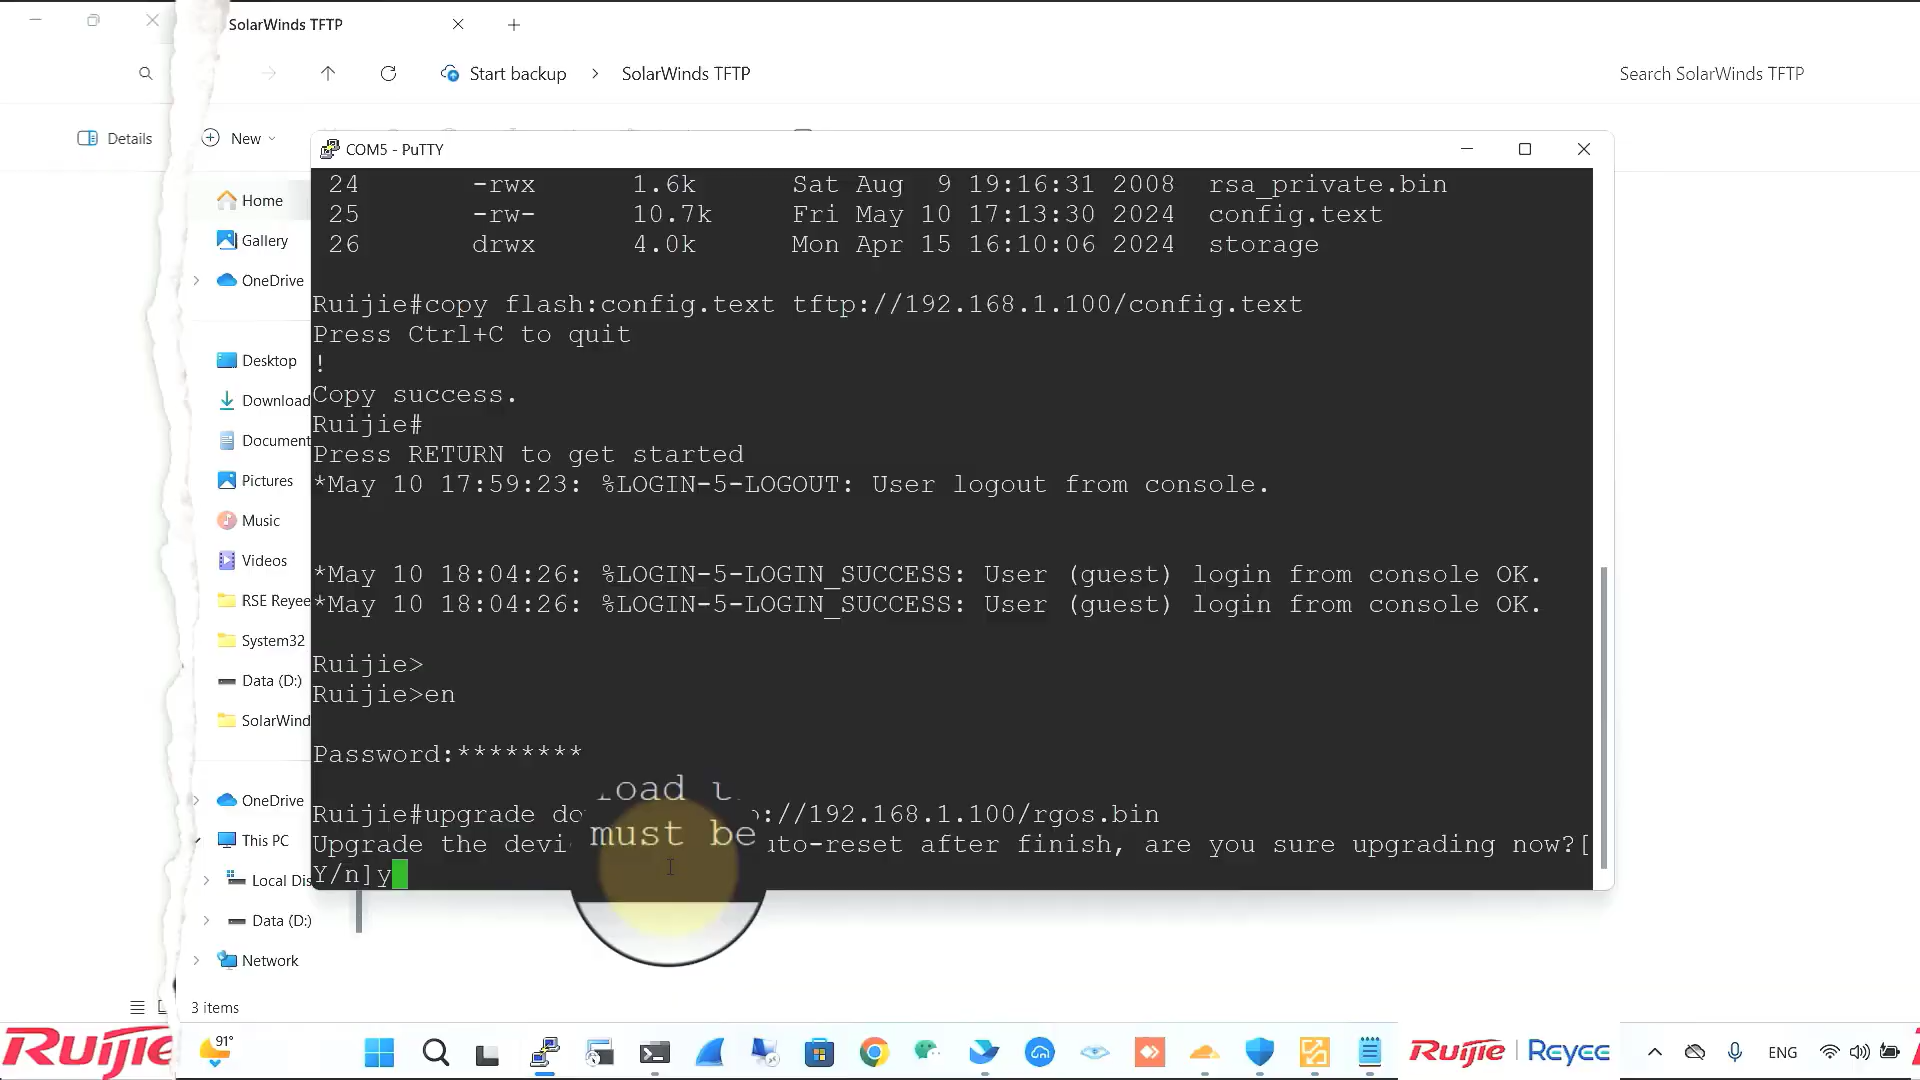 SolarWinds TFTP
Start backup > SolarWinds TFTP
Search SolarWinds TFTP
Details
New
Home
Gallery
OneDrive
Desktop
Download
Document
Pictures
Music
Videos
RSE Reyee
System32
Data (D:)
SolarWind
OneDrive
This PC
Local Dis
Data (D:)
Network
3 items
COM5 - PuTTY
24 -rwx 1.6k Sat Aug 9 19:16:31 2008 rsa_private.bin
25 -rw- 10.7k Fri May 10 17:13:30 2024 config.text
26 drwx 4.0k Mon Apr 15 16:10:06 2024 storage
Ruijie#copy flash:config.text tftp://192.168.1.100/config.text
Press Ctrl+C to quit
!
Copy success.
Ruijie#
Press RETURN to get started
*May 10 17:59:23: %LOGIN-5-LOGOUT: User logout from console.
*May 10 18:04:26: %LOGIN-5-LOGIN_SUCCESS: User (guest) login from console OK.
*May 10 18:04:26: %LOGIN-5-LOGIN_SUCCESS: User (guest) login from console OK.
Ruijie>
Ruijie>en
Password:********
load
Ruijie#upgrade do ://192.168.1.100/rgos.bin
must be
Upgrade the devi uto-reset after finish, are you sure upgrading now?[
Y/n]y
Ruijie
91°
Ruijie | Reyee
ENG